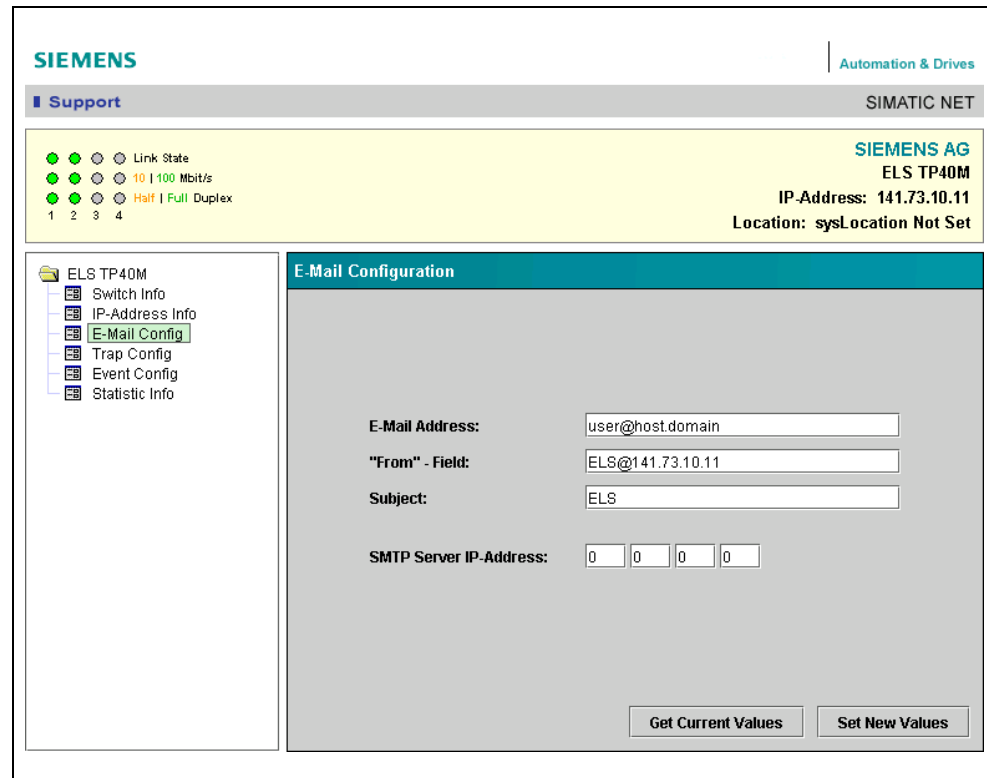 SIEMENS
Automation & Drives
Support
SIMATIC NET
Link State
10 | 100 Mbit/s
Half | Full Duplex
1 2 3 4
SIEMENS AG
ELS TP40M
IP-Address: 141.73.10.11
Location: sysLocation Not Set
ELS TP40M
Switch Info
IP-Address Info
E-Mail Config
Trap Config
Event Config
Statistic Info
E-Mail Configuration
E-Mail Address: user@host.domain
"From" - Field: ELS@141.73.10.11
Subject: ELS
SMTP Server IP-Address: 0 0 0 0
Get Current Values Set New Values